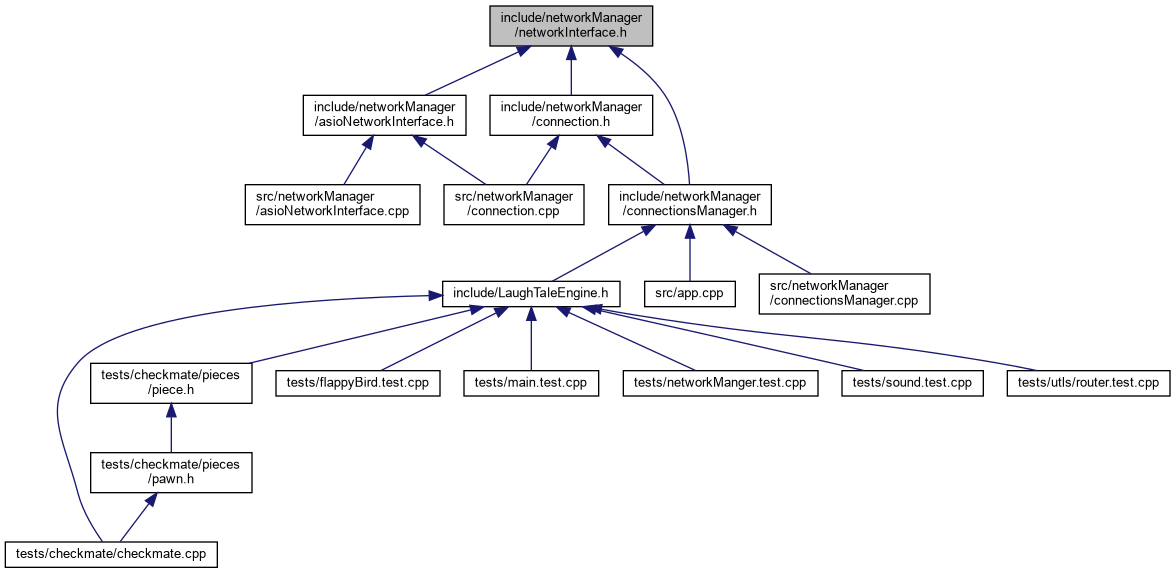 include/networkManager
/networkInterface.h
include/networkManager
/asioNetworkInterface.h
include/networkManager
/connection.h
src/networkManager
/asioNetworkInterface.cpp
src/networkManager
/connection.cpp
include/networkManager
/connectionsManager.h
include/LaughTaleEngine.h
src/app.cpp
src/networkManager
/connectionsManager.cpp
tests/checkmate/pieces
/piece.h
tests/flappyBird.test.cpp
tests/main.test.cpp
tests/networkManger.test.cpp
tests/sound.test.cpp
tests/utls/router.test.cpp
tests/checkmate/pieces
/pawn.h
tests/checkmate/checkmate.cpp